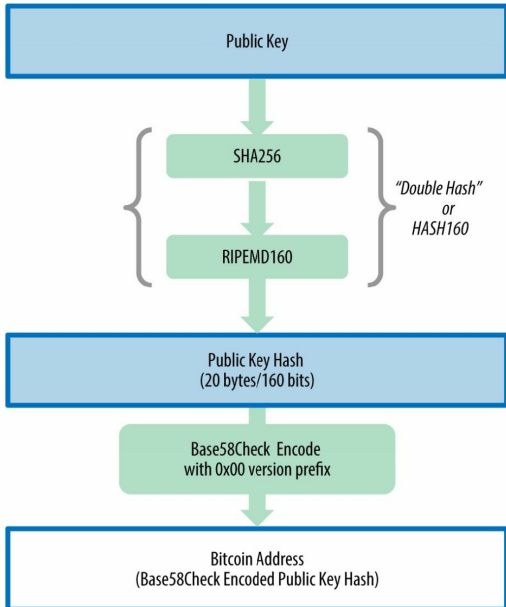 Public Key
SHA256
“Double Hash”
or
HASH160
RIPEMD160
Public Key Hash
(20 bytes/160 bits)
Base58Check Encode
with 0x00 version prefix
Bitcoin Address
(Base58Check Encoded Public Key Hash)